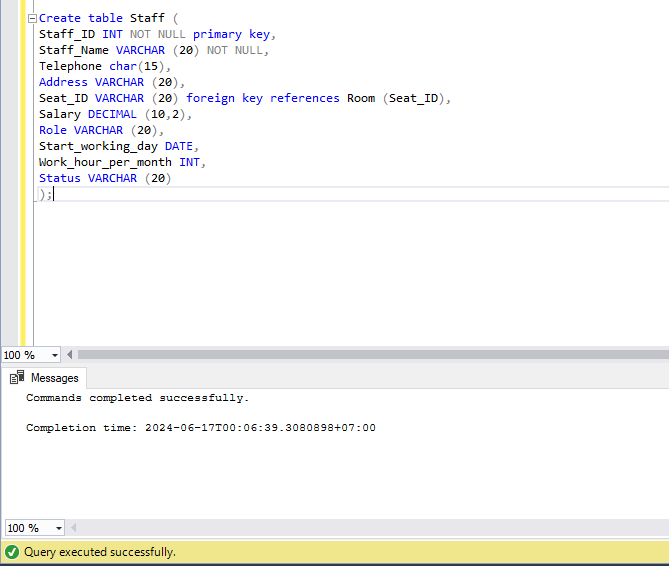 Create table Staff (
Staff_ID INT NOT NULL primary key,
Staff_Name VARCHAR (20) NOT NULL,
Telephone char(15),
Address VARCHAR (20),
Seat_ID VARCHAR (20) foreign key references Room (Seat_ID),
Salary DECIMAL (10,2),
Role VARCHAR (20),
Start_working_day DATE,
Work_hour_per_month INT,
Status VARCHAR (20)
);
100 %
Messages
Commands completed successfully.
Completion time: 2024-06-17T00:06:39.3080898+07:00
100 %
Query executed successfully.